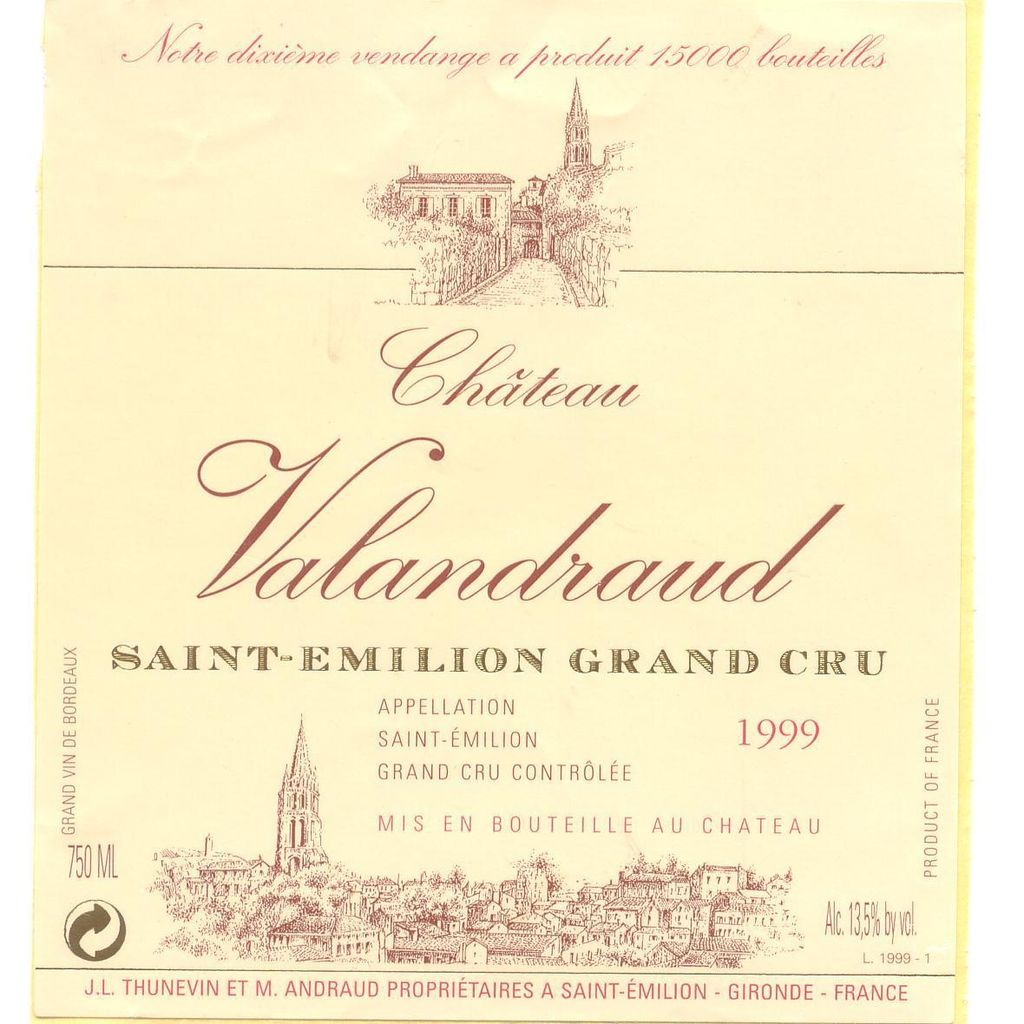 Notre dixième vendange a produit 15000 bouteilles
Château
Valandraud
SAINT-EMILION GRAND CRU
APPELLATION
SAINT-ÉMILION
GRAND CRU CONTRÔLÉE
1999
MIS EN BOUTEILLE AU CHATEAU
GRAND VIN DE BORDEAUX
750 ML
PRODUCT OF FRANCE
Alc. 13,5% by vol.
L. 1999 - 1
J.L. THUNEVIN ET M. ANDRAUD PROPRIÉTAIRES A SAINT-ÉMILION - GIRONDE - FRANCE